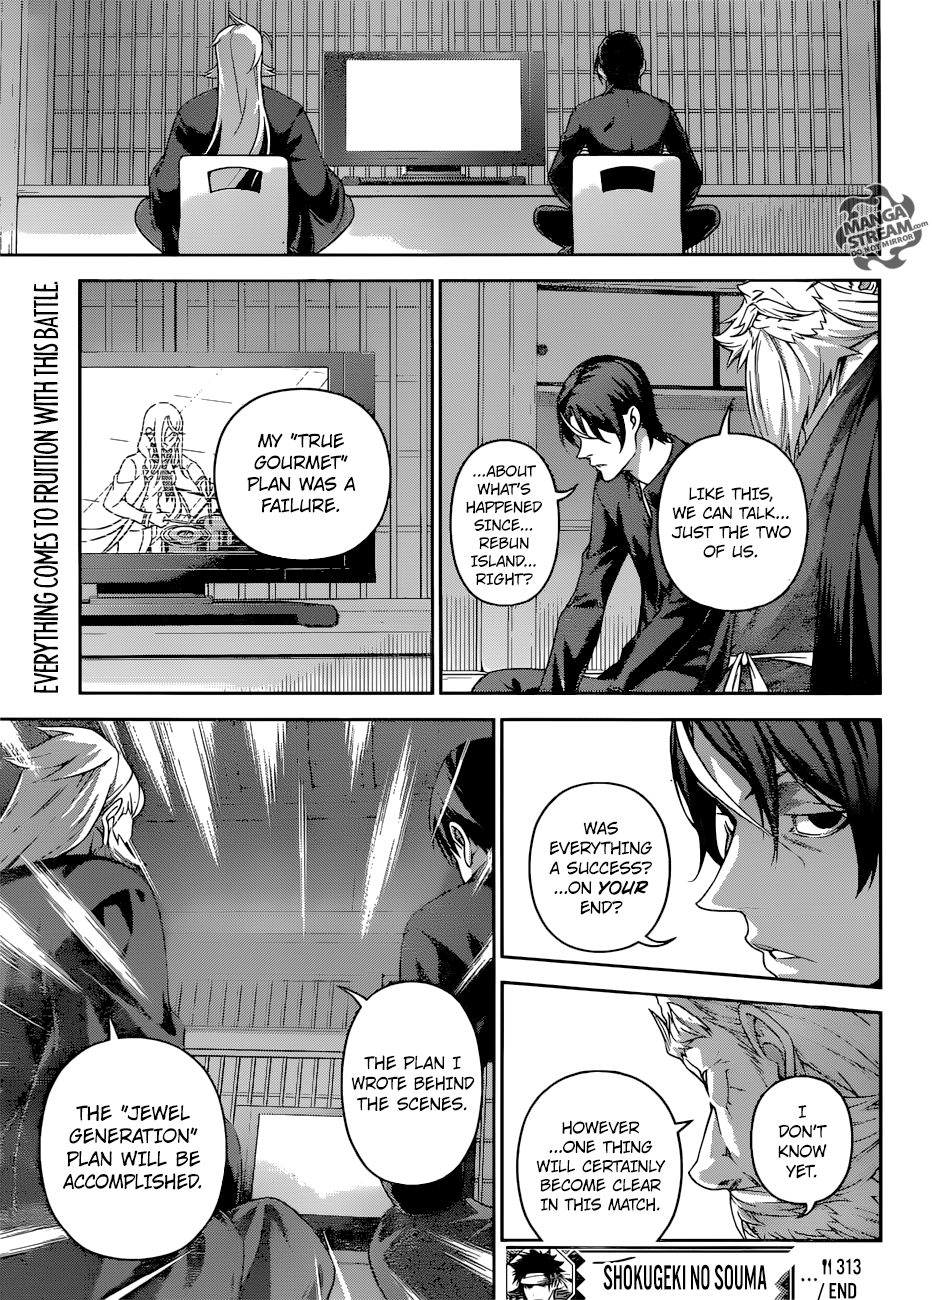 MANGA
STREAM.com
DO NOT MIRROR
EVERYTHING COMES TO FRUITION WITH THIS BATTLE
LIKE THIS,
WE CAN TALK...
JUST THE TWO
OF US.
...ABOUT
WHAT'S
HAPPENED
SINCE...
REBUN
ISLAND...
RIGHT?
MY "TRUE
GOURMET"
PLAN WAS A
FAILLURE.
WAS
EVERYTHING
A SUCCESS?
...ON YOUR
END?
I
DON'T
KNOW
YET.
HOWEVER
...ONE THING
WILL CERTAINLY
BECOME CLEAR
IN THIS MATCH.
THE PLAN I
WROTE BEHIND
THE SCENES.
THE "JEWEL
GENERATION"
PLAN WILL BE
ACCOMPLISHED.
SHOKUGEKI NO SOUMA
... 313
/ END